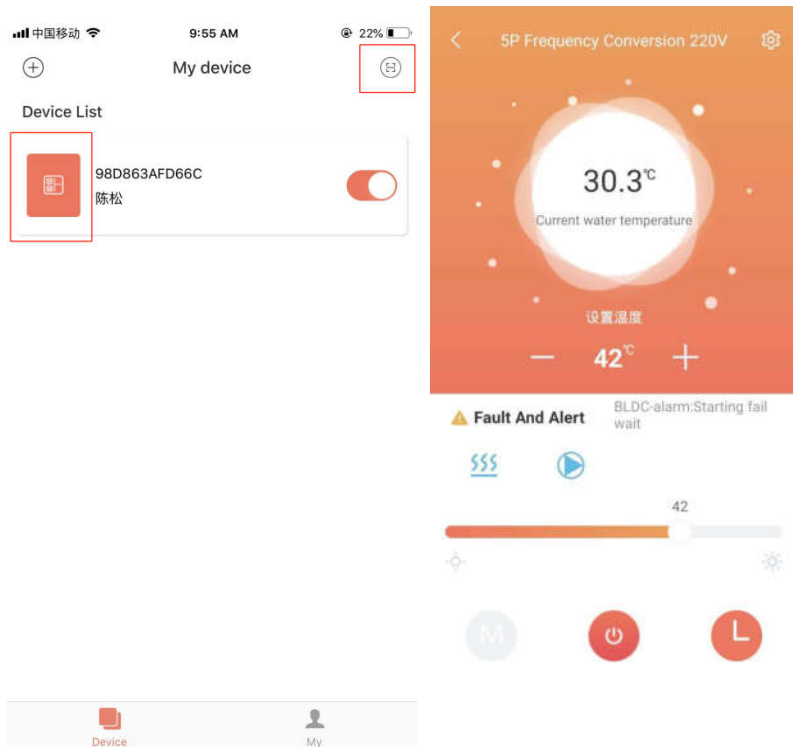 中国移动 9:55 AM 22%
My device
Device List
98D863AFD66C
陈松
Device
My
5P Frequency Conversion 220V
30.3℃
Current water temperature
设置温度
42℃
Fault And Alert
BLDC-alarm:Starting fail
wait
42
M